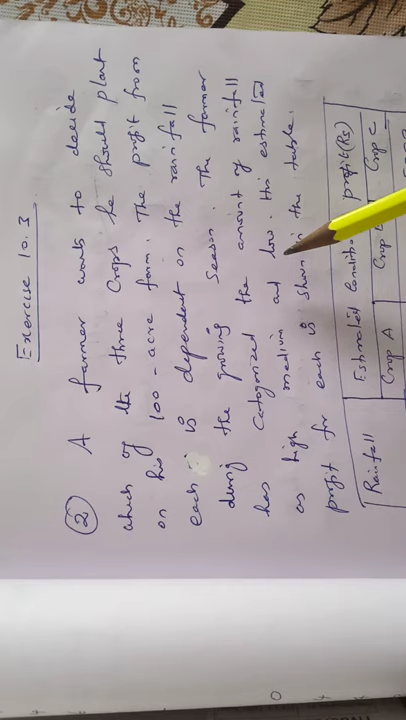 Exercise 10.3
② A farmer wants to decide
which of the three crops he should plant
on his 100-acre farm. The profit from
each is dependent on the rainfall
during the growing season. The farmer
has categorized the amount of rainfall
as high medium and low. His estimated
profit for each is shown in the table.
Rainfall Estimated conditio profit (Rs)
Crop A Crop Crop C